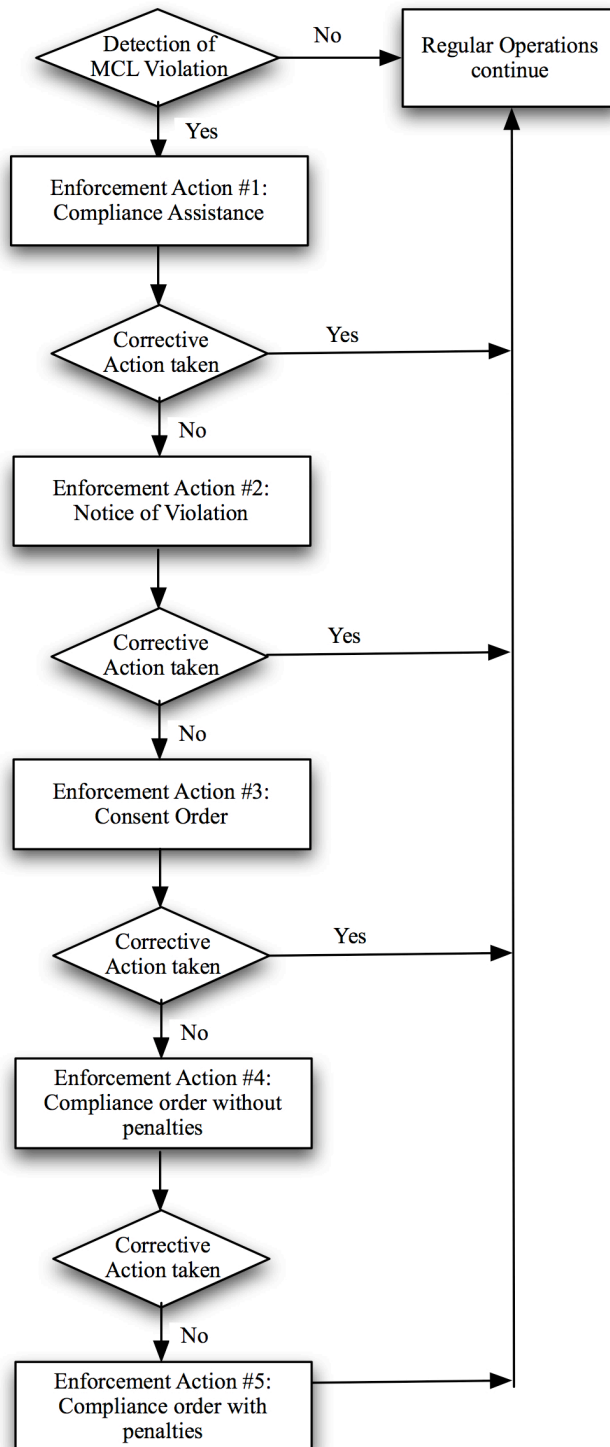 Detection of
MCL Violation
No
Regular Operations
continue
Yes
Enforcement Action #1:
Compliance Assistance
Corrective
Action taken
Yes
No
Enforcement Action #2:
Notice of Violation
Corrective
Action taken
Yes
No
Enforcement Action #3:
Consent Order
Corrective
Action taken
Yes
No
Enforcement Action #4:
Compliance order without
penalties
Corrective
Action taken
No
Enforcement Action #5:
Compliance order with
penalties